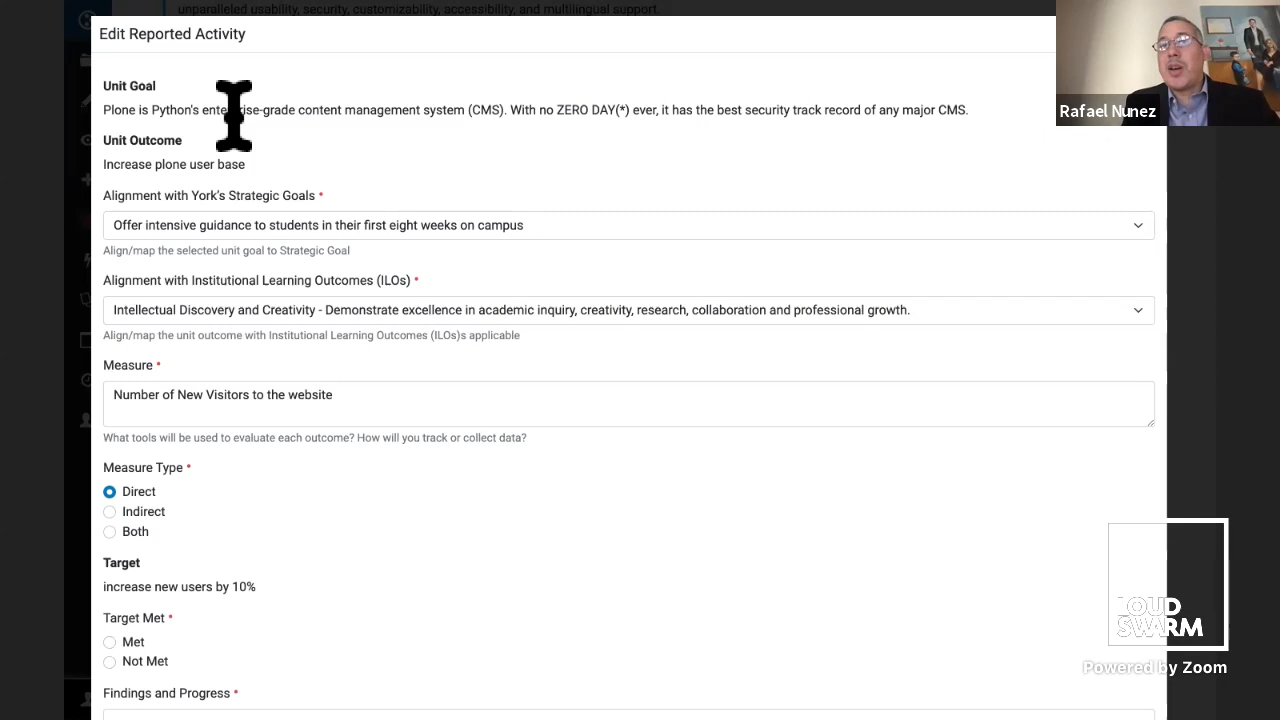 unparalleled usability, security, customizability, accessibility, and multilingual support.
Edit Reported Activity
Rafael Nunez
Unit Goal
Plone is Python's enterprise-grade content management system (CMS). With no ZERO DAY(*) ever, it has the best security track record of any major CMS.
Unit Outcome
Increase plone user base
Alignment with York's Strategic Goals *
Offer intensive guidance to students in their first eight weeks on campus
Align/map the selected unit goal to Strategic Goal
Alignment with Institutional Learning Outcomes (ILOs) *
Intellectual Discovery and Creativity - Demonstrate excellence in academic inquiry, creativity, research, collaboration and professional growth.
Align/map the unit outcome with Institutional Learning Outcomes (ILOs)s applicable
Measure *
Number of New Visitors to the website
What tools will be used to evaluate each outcome? How will you track or collect data?
Measure Type *
Direct
Indirect
Both
Target
increase new users by 10%
Target Met *
Met
Not Met
Findings and Progress *
LOUD
SWARM
Powered by Zoom